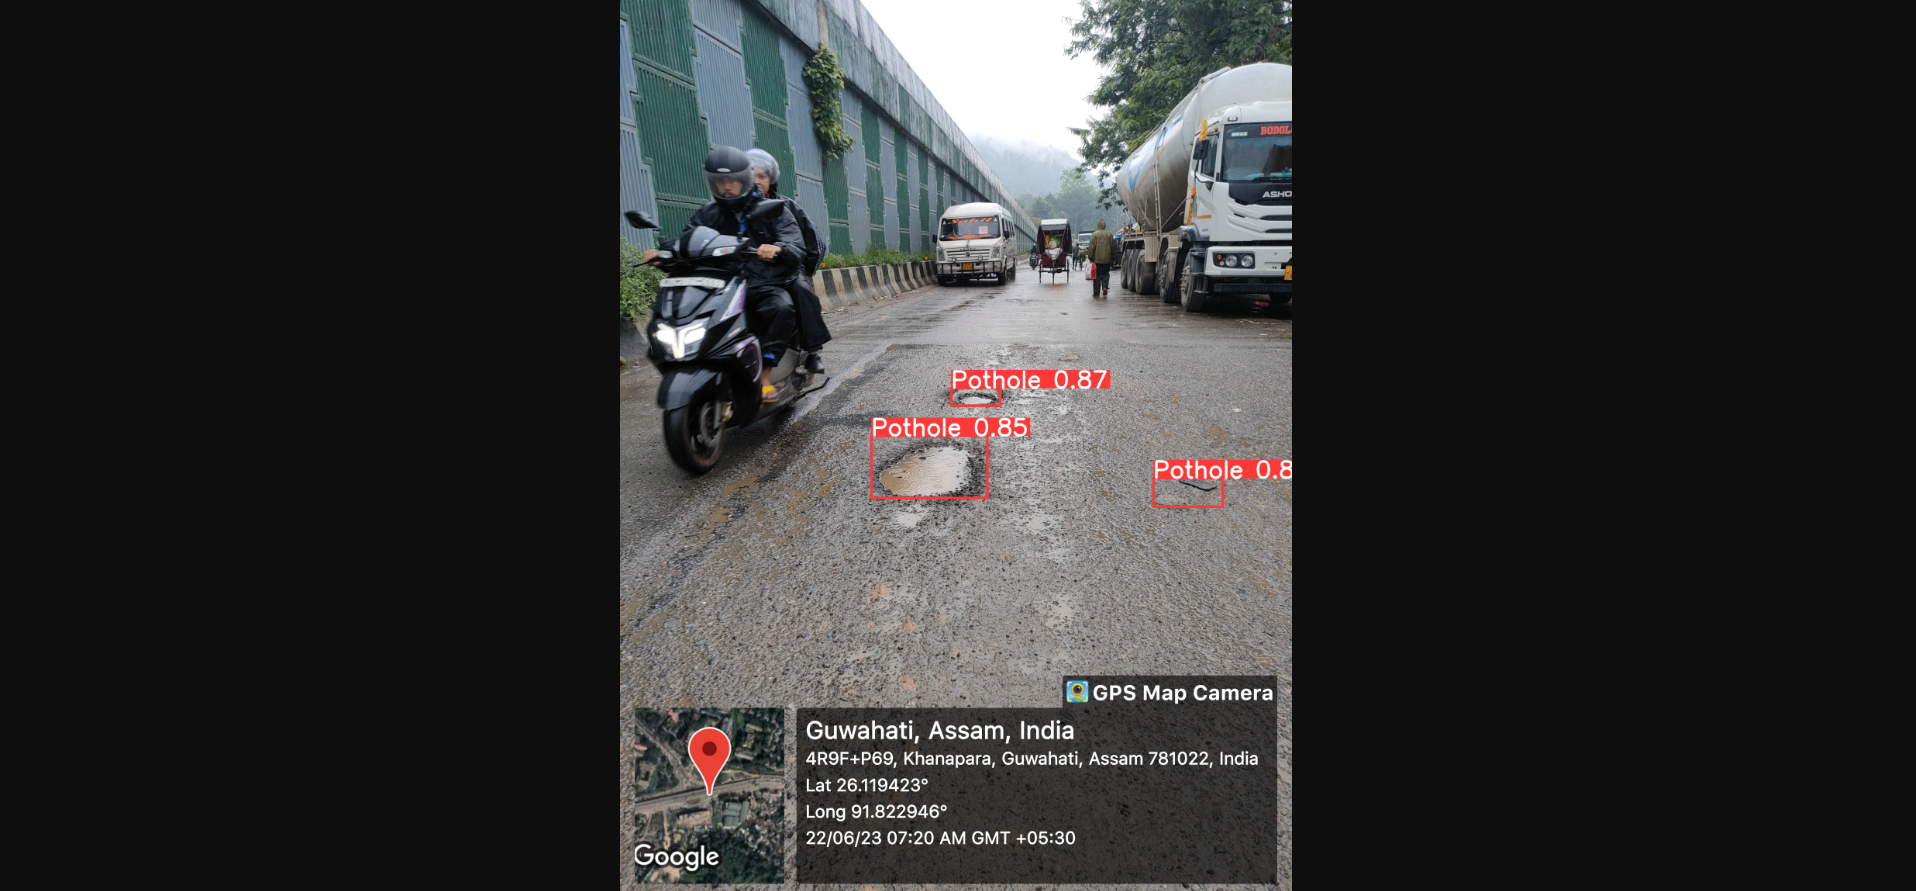 BODOL
ASHO
Pothole 0.87
Pothole 0.85
Pothole 0.8
GPS Map Camera
Guwahati, Assam, India
4R9F+P69, Khanapara, Guwahati, Assam 781022, India
Lat 26.119423°
Long 91.822946°
22/06/23 07:20 AM GMT +05:30
Google